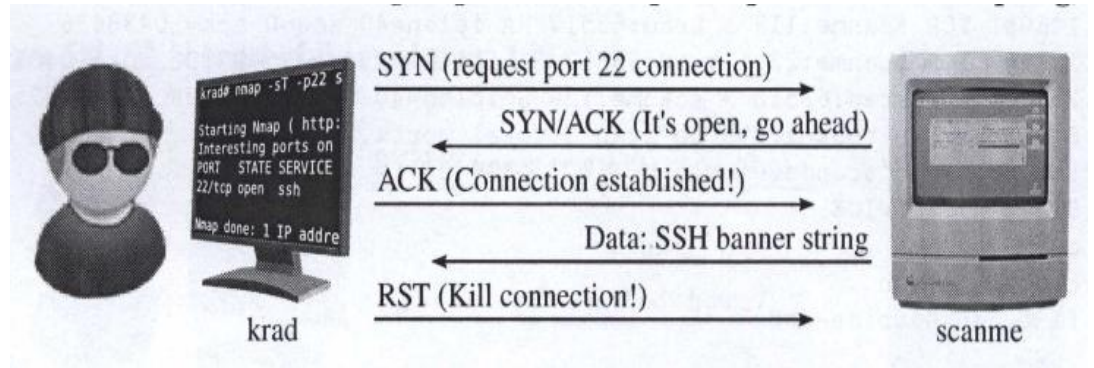 SYN (request port 22 connection)
krad# nmap -sT -p22 s
SYN/ACK (It's open, go ahead)
Starting Nmap ( http:
Interesting ports on
PORT STATE SERVICE
22/tcp open ssh
ACK (Connection established!)
Nmap done: 1 IP addre
Data: SSH banner string
RST (Kill connection!)
krad
scanme